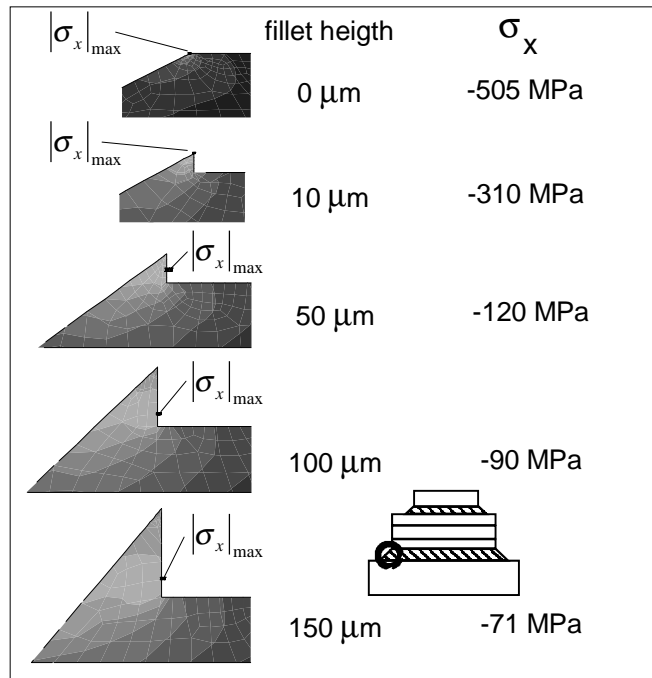 |σx|max fillet heigth σx
0 μm -505 MPa
|σx|max
10 μm -310 MPa
|σx|max
50 μm -120 MPa
|σx|max
100 μm -90 MPa
|σx|max
150 μm -71 MPa